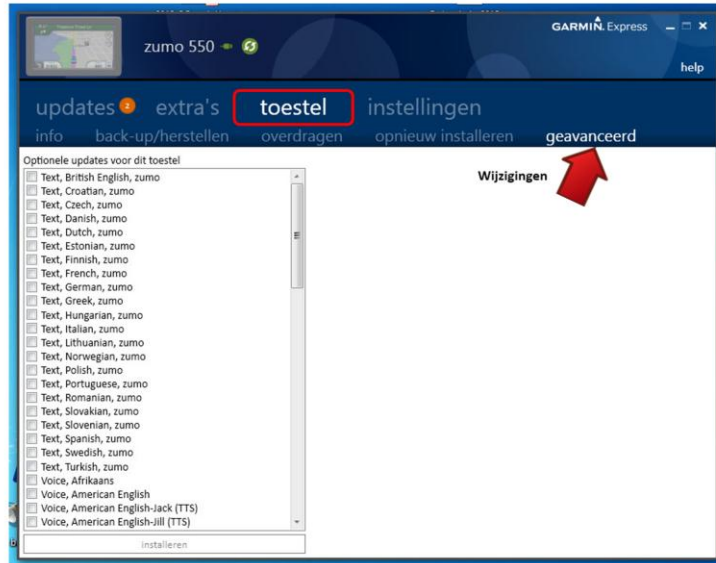 GARMIN. Express
zumo 550
help
updates 2 extra's toestel instellingen
info back-up/herstellen overdragen opnieuw installeren geavanceerd
Optionele updates voor dit toestel
Wijzigingen
Text, British English, zumo
Text, Croatian, zumo
Text, Czech, zumo
Text, Danish, zumo
Text, Dutch, zumo
Text, Estonian, zumo
Text, Finnish, zumo
Text, French, zumo
Text, German, zumo
Text, Greek, zumo
Text, Hungarian, zumo
Text, Italian, zumo
Text, Lithuanian, zumo
Text, Norwegian, zumo
Text, Polish, zumo
Text, Portuguese, zumo
Text, Romanian, zumo
Text, Slovakian, zumo
Text, Slovenian, zumo
Text, Spanish, zumo
Text, Swedish, zumo
Text, Turkish, zumo
Voice, Afrikaans
Voice, American English
Voice, American English-Jack (TTS)
Voice, American English-Jill (TTS)
installeren